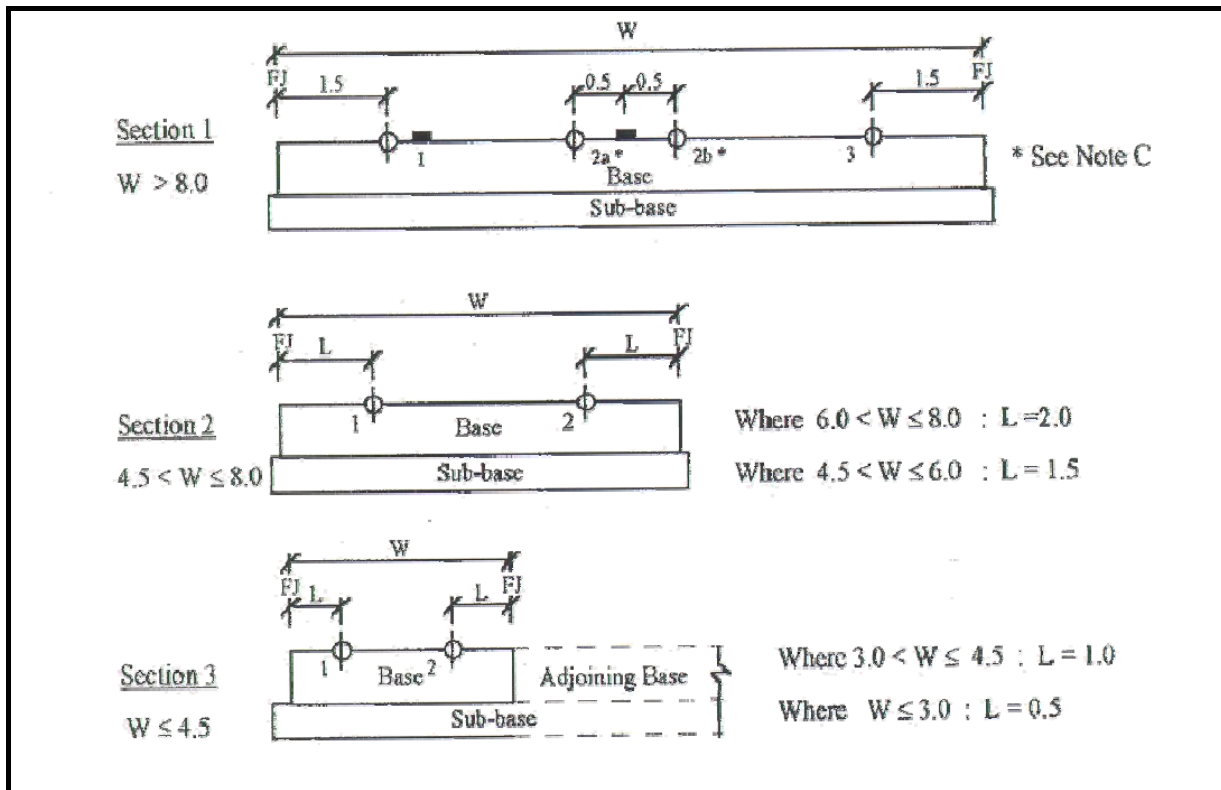 W
FJ
FJ
1.5
0.5
0.5
1.5
Section 1
W > 8.0
1
2a *
2b *
3
* See Note C
Base
Sub-base
W
FJ
FJ
L
L
Section 2
4.5 < W ≤ 8.0
1
Base
2
Sub-base
Where 6.0 < W ≤ 8.0 : L =2.0
Where 4.5 < W ≤ 6.0 : L = 1.5
W
FJ
FJ
L
L
Section 3
W ≤ 4.5
1
Base
2
Adjoining Base
Sub-base
Where 3.0 < W ≤ 4.5 : L = 1.0
Where W ≤ 3.0 : L = 0.5